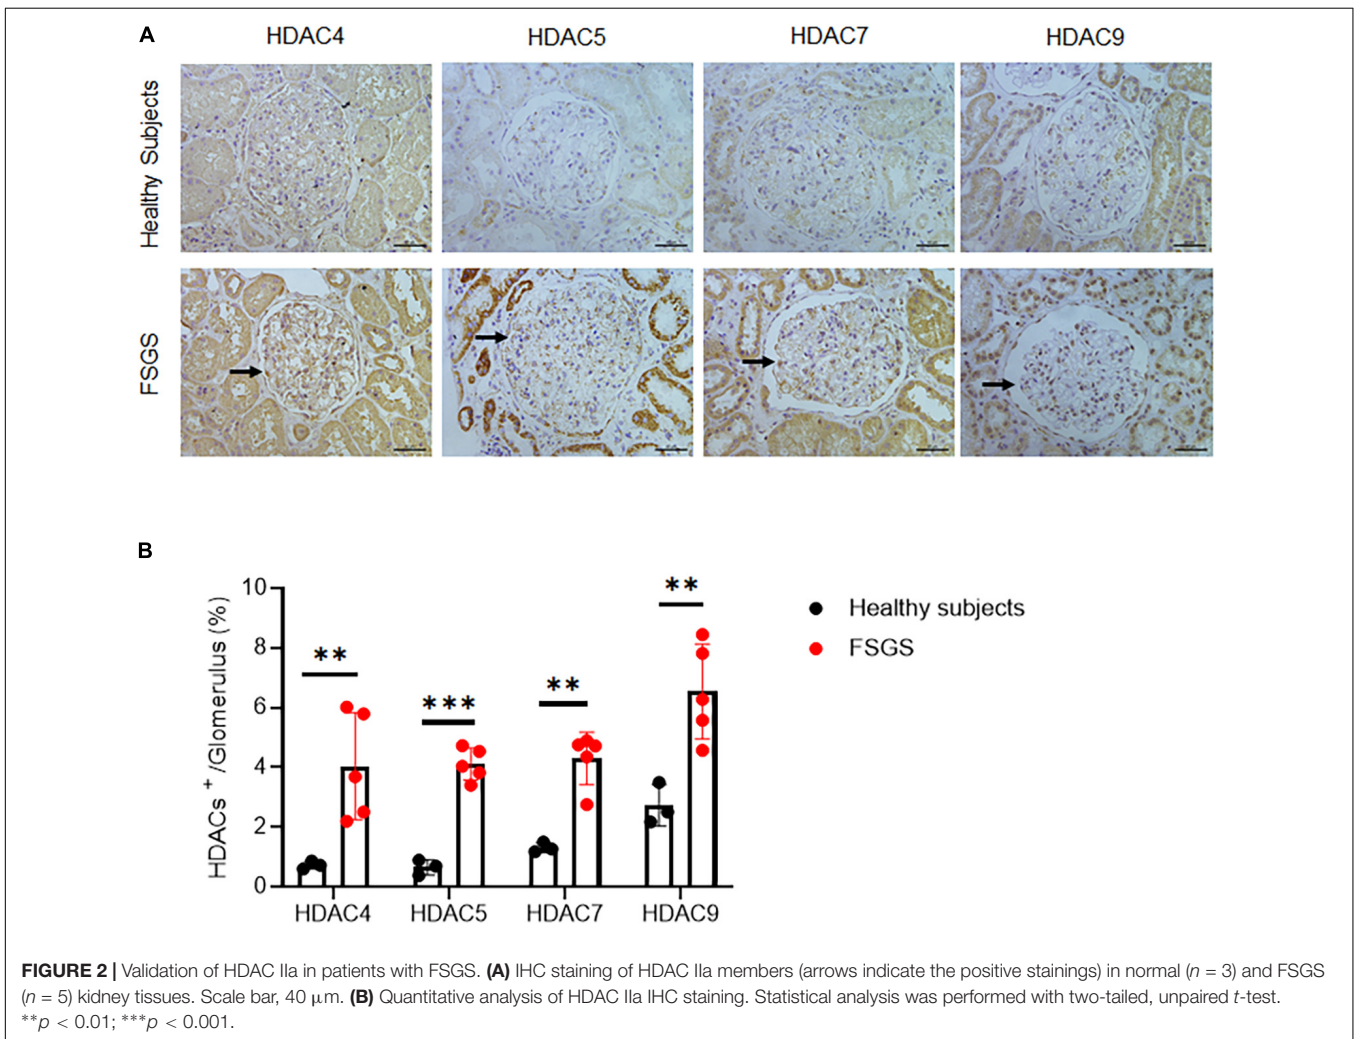 A
HDAC4 HDAC5 HDAC7 HDAC9
Healthy Subjects
FSGS
B
HDACs + /Glomerulus (%)
10
8
6
4
2
0
** *** ** **
HDAC4 HDAC5 HDAC7 HDAC9
Healthy subjects
FSGS
FIGURE 2 | Validation of HDAC IIa in patients with FSGS. (A) IHC staining of HDAC IIa members (arrows indicate the positive stainings) in normal (n = 3) and FSGS
(n = 5) kidney tissues. Scale bar, 40 μm. (B) Quantitative analysis of HDAC IIa IHC staining. Statistical analysis was performed with two-tailed, unpaired t-test.
**p < 0.01; ***p < 0.001.